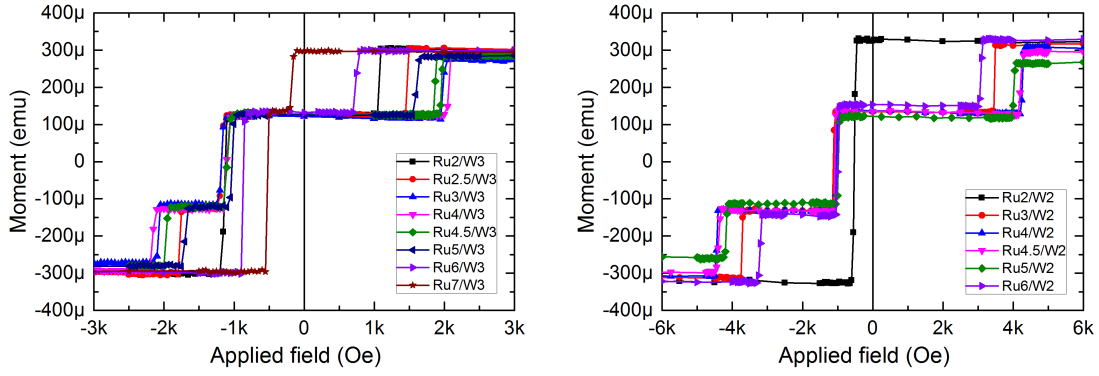 400μ
300μ
200μ
100μ
0
-100μ
-200μ
-300μ
-400μ
Moment (emu)
-3k
-2k
-1k
0
1k
2k
3k
Applied field (Oe)
Ru2/W3
Ru2.5/W3
Ru3/W3
Ru4/W3
Ru4.5/W3
Ru5/W3
Ru6/W3
Ru7/W3
400μ
300μ
200μ
100μ
0
-100μ
-200μ
-300μ
-400μ
Moment (emu)
-6k
-4k
-2k
0
2k
4k
6k
Applied field (Oe)
Ru2/W2
Ru3/W2
Ru4/W2
Ru4.5/W2
Ru5/W2
Ru6/W2